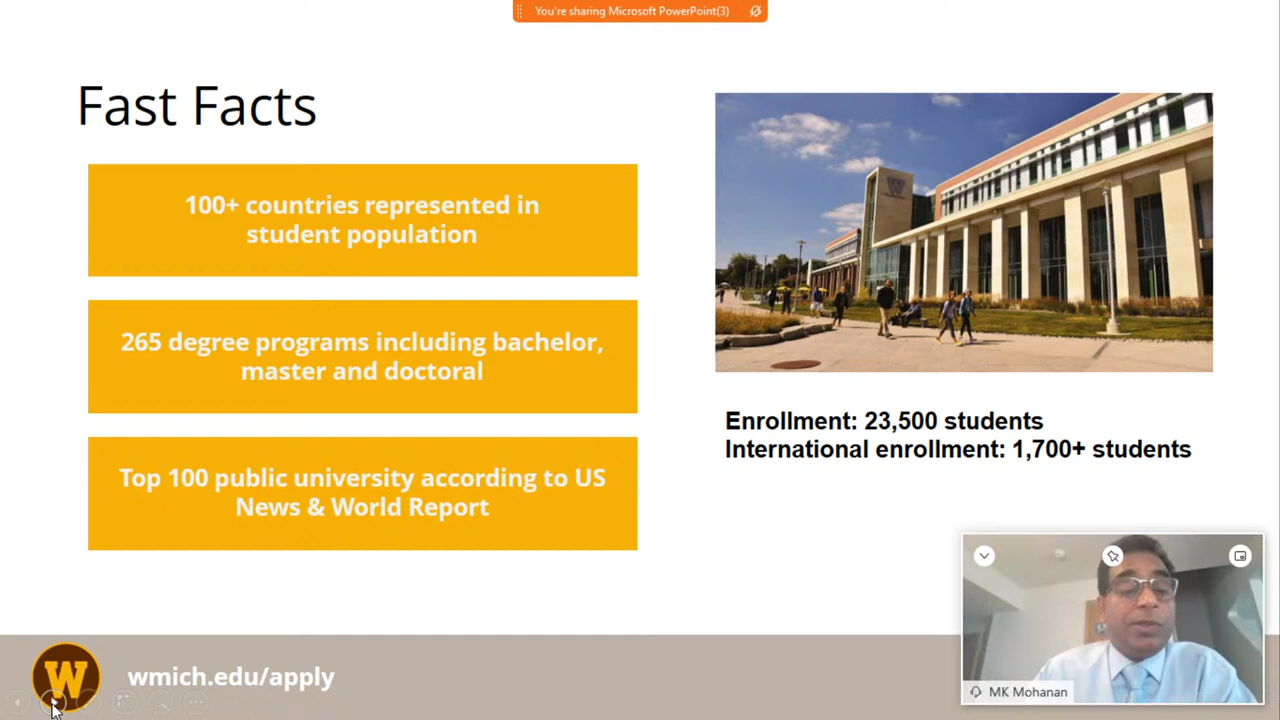 You're sharing Microsoft PowerPoint(3)
Fast Facts
100+ countries represented in
student population
265 degree programs including bachelor,
master and doctoral
Top 100 public university according to US
News & World Report
W
Enrollment: 23,500 students
International enrollment: 1,700+ students
W
wmich.edu/apply
MK Mohanan